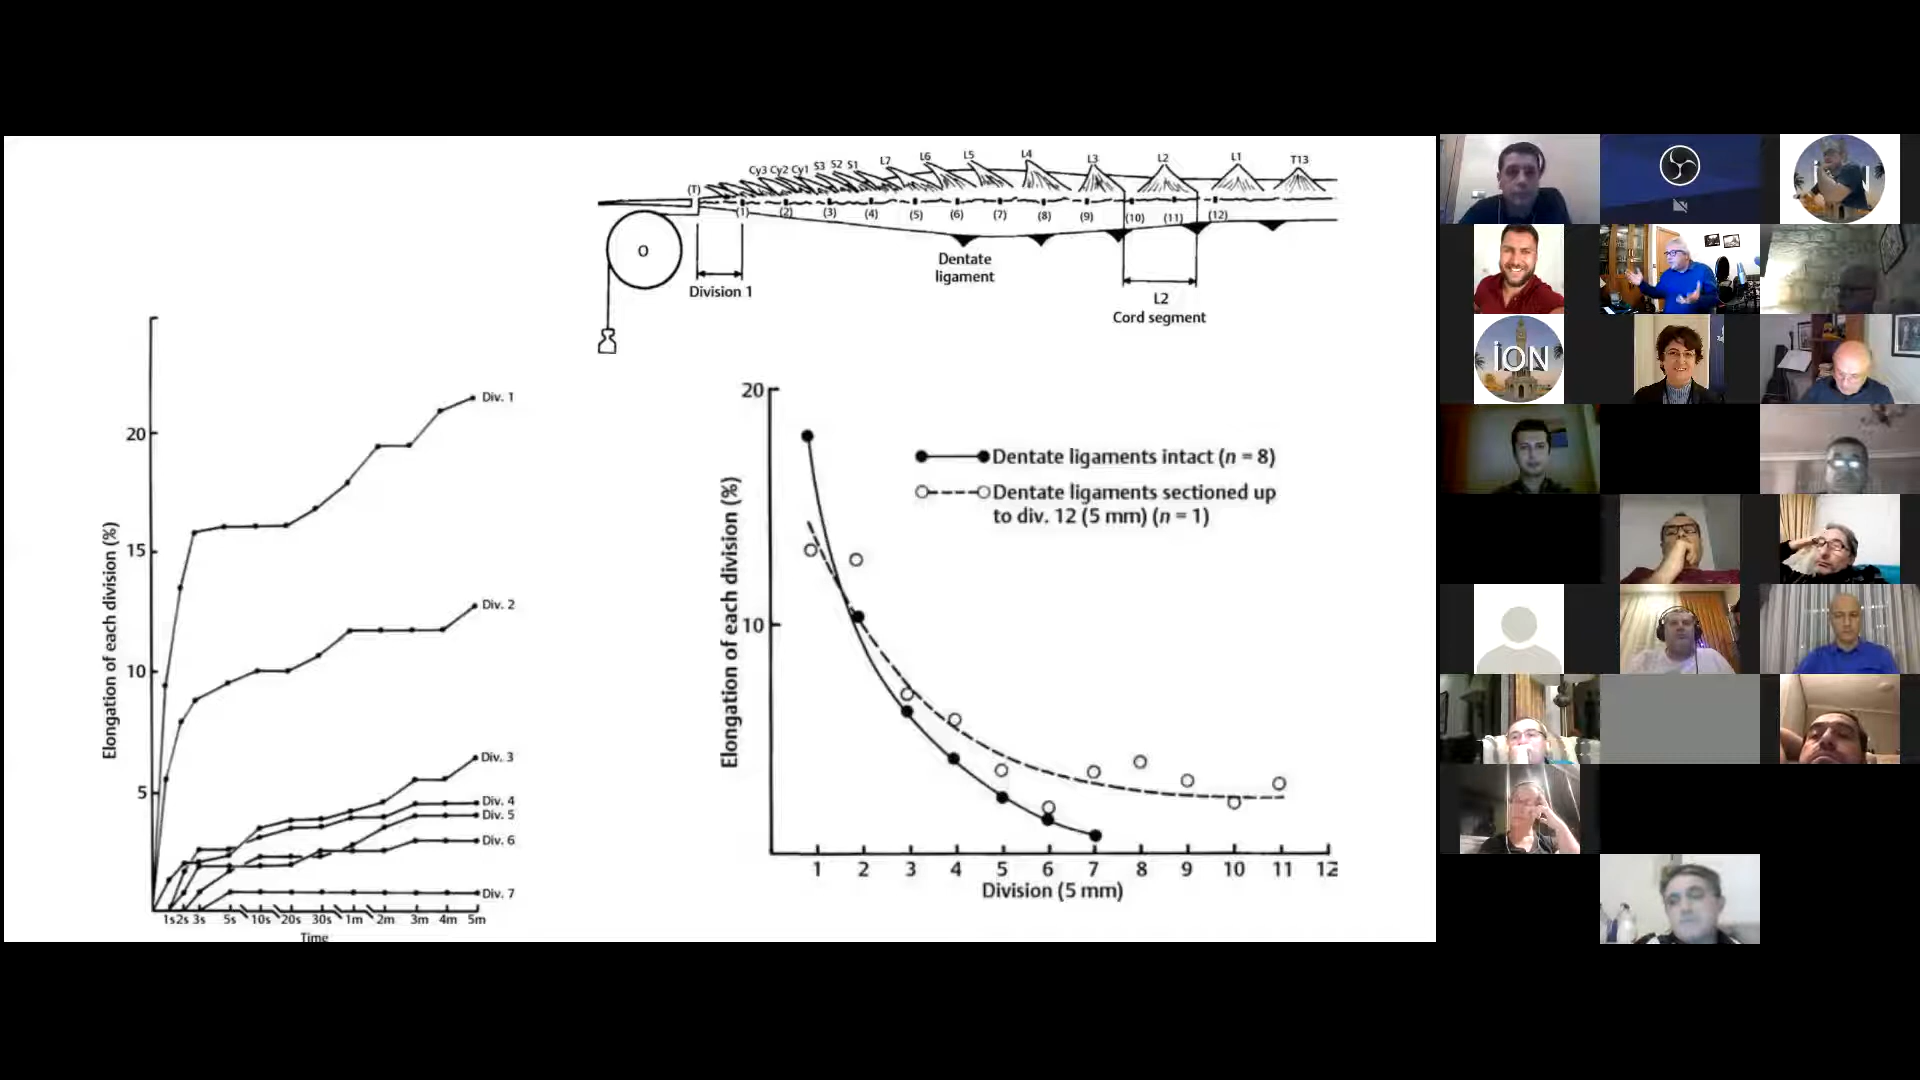 Cy3 Cy2 Cy1 S3 S2 S1 L7 L6 L5 L4 L3 L2 L1 T13
(T)
(1) (2) (3) (4) (5) (6) (7) (8) (9) (10) (11) (12)
O
Division 1
Dentate
ligament
L2
Cord segment
Elongation of each division (%)
20
15
10
5
Div. 1
Div. 2
Div. 3
Div. 4
Div. 5
Div. 6
Div. 7
1s 2s 3s 5s 10s 20s 30s 1m 2m 3m 4m 5m
Time
Elongation of each division (%)
20
10
Dentate ligaments intact (n = 8)
Dentate ligaments sectioned up
to div. 12 (5 mm) (n = 1)
1 2 3 4 5 6 7 8 9 10 11 12
Division (5 mm)
İON